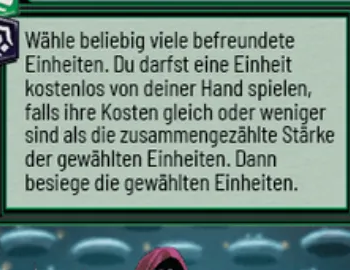 Wähle beliebig viele befreundete
Einheiten. Du darfst eine Einheit
kostenlos von deiner Hand spielen,
falls ihre Kosten gleich oder weniger
sind als die zusammengezählte Stärke
der gewählten Einheiten. Dann
besiege die gewählten Einheiten.